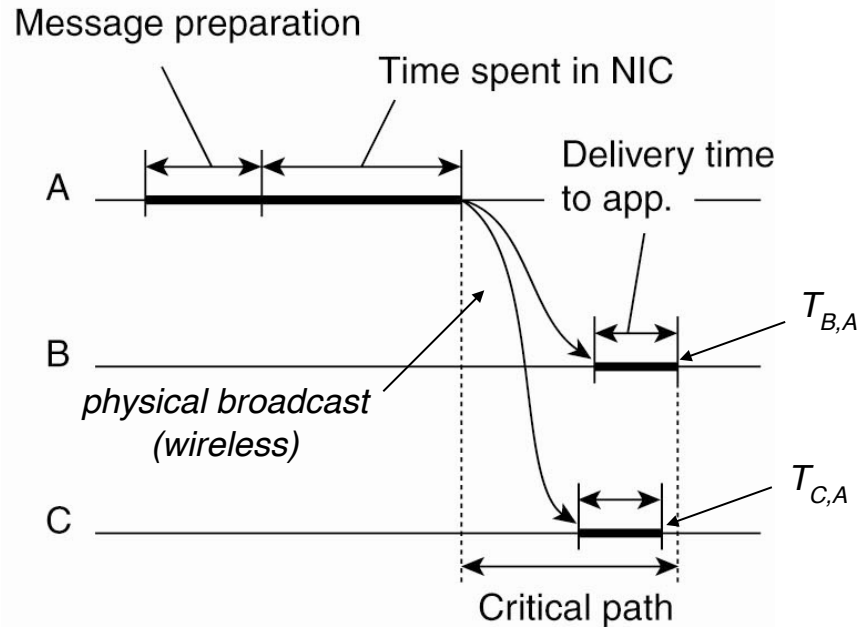 Message preparation
Time spent in NIC
Delivery time
to app.
A
T_{B,A}
B
physical broadcast
(wireless)
T_{C,A}
C
Critical path